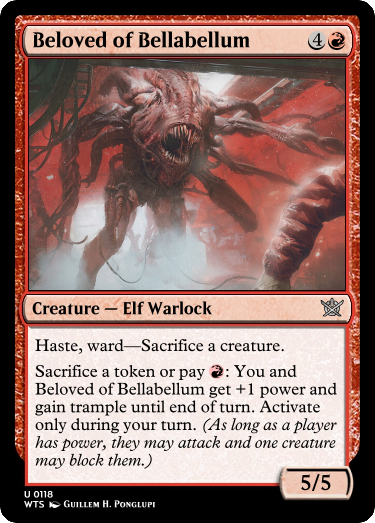 Beloved of Bellabellum 4
Creature — Elf Warlock
Haste, ward—Sacrifice a creature.
Sacrifice a token or pay : You and
Beloved of Bellabellum get +1 power and
gain trample until end of turn. Activate
only during your turn. (As long as a player
has power, they may attack and one creature
may block them.)
5/5
U 0118
WTS Guillem H. Ponglupi